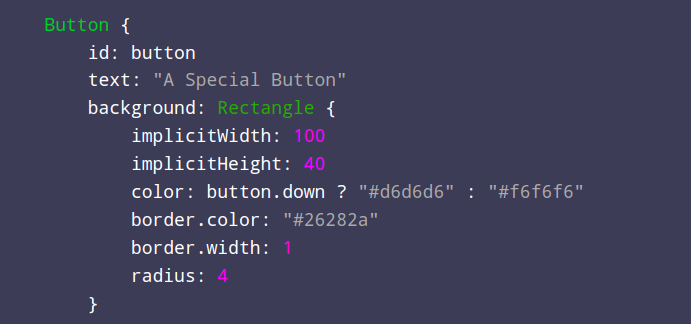 Button {
    id: button
    text: "A Special Button"
    background: Rectangle {
        implicitWidth: 100
        implicitHeight: 40
        color: button.down ? "#d6d6d6" : "#f6f6f6"
        border.color: "#26282a"
        border.width: 1
        radius: 4
    }